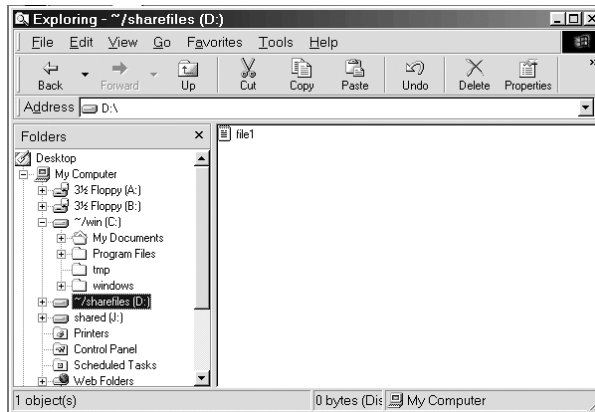 Exploring - ~/sharefiles (D:)
File Edit View Go Favorites Tools Help
Back Forward Up Cut Copy Paste Undo Delete Properties »
Address D:\
Folders
file1
Desktop
My Computer
3½ Floppy (A:)
3½ Floppy (B:)
~/win (C:)
My Documents
Program Files
tmp
windows
~/sharefiles (D:)
shared (J:)
Printers
Control Panel
Scheduled Tasks
Web Folders
1 object(s) 0 bytes (Dis My Computer